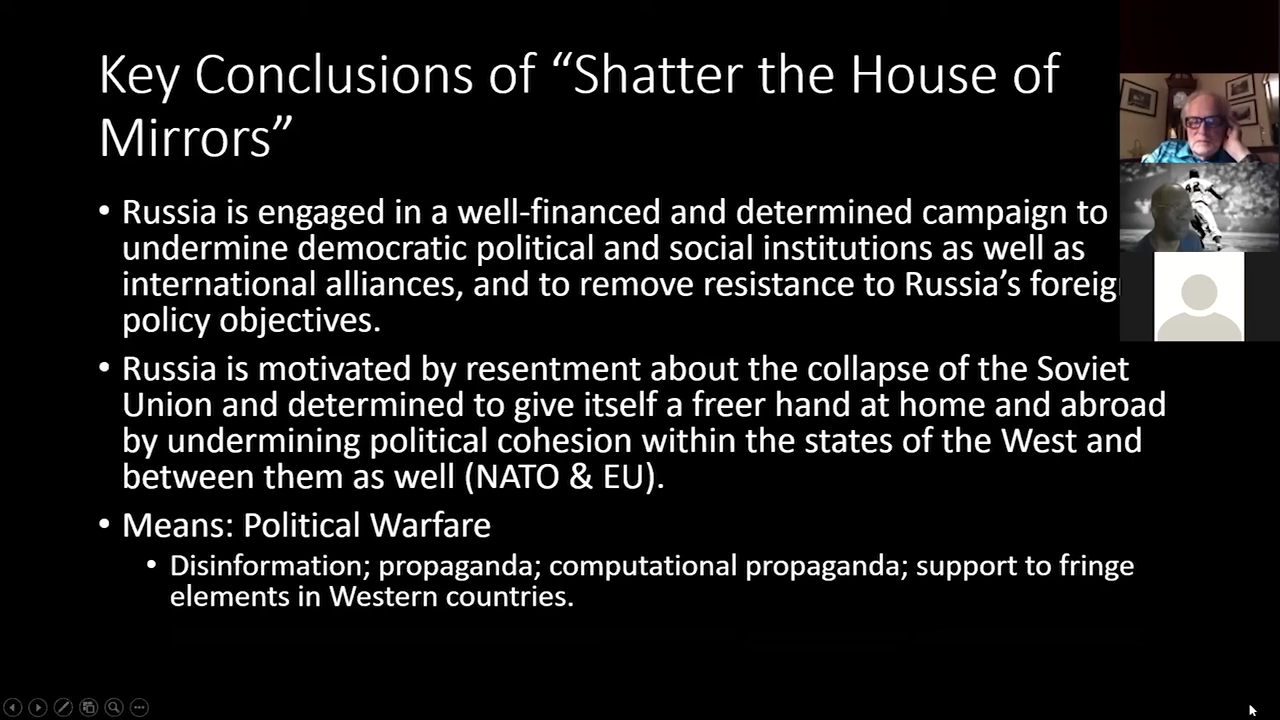 Key Conclusions of “Shatter the House of
Mirrors”
• Russia is engaged in a well-financed and determined campaign to
undermine democratic political and social institutions as well as
international alliances, and to remove resistance to Russia’s foreign
policy objectives.
• Russia is motivated by resentment about the collapse of the Soviet
Union and determined to give itself a freer hand at home and abroad
by undermining political cohesion within the states of the West and
between them as well (NATO & EU).
• Means: Political Warfare
• Disinformation; propaganda; computational propaganda; support to fringe
elements in Western countries.